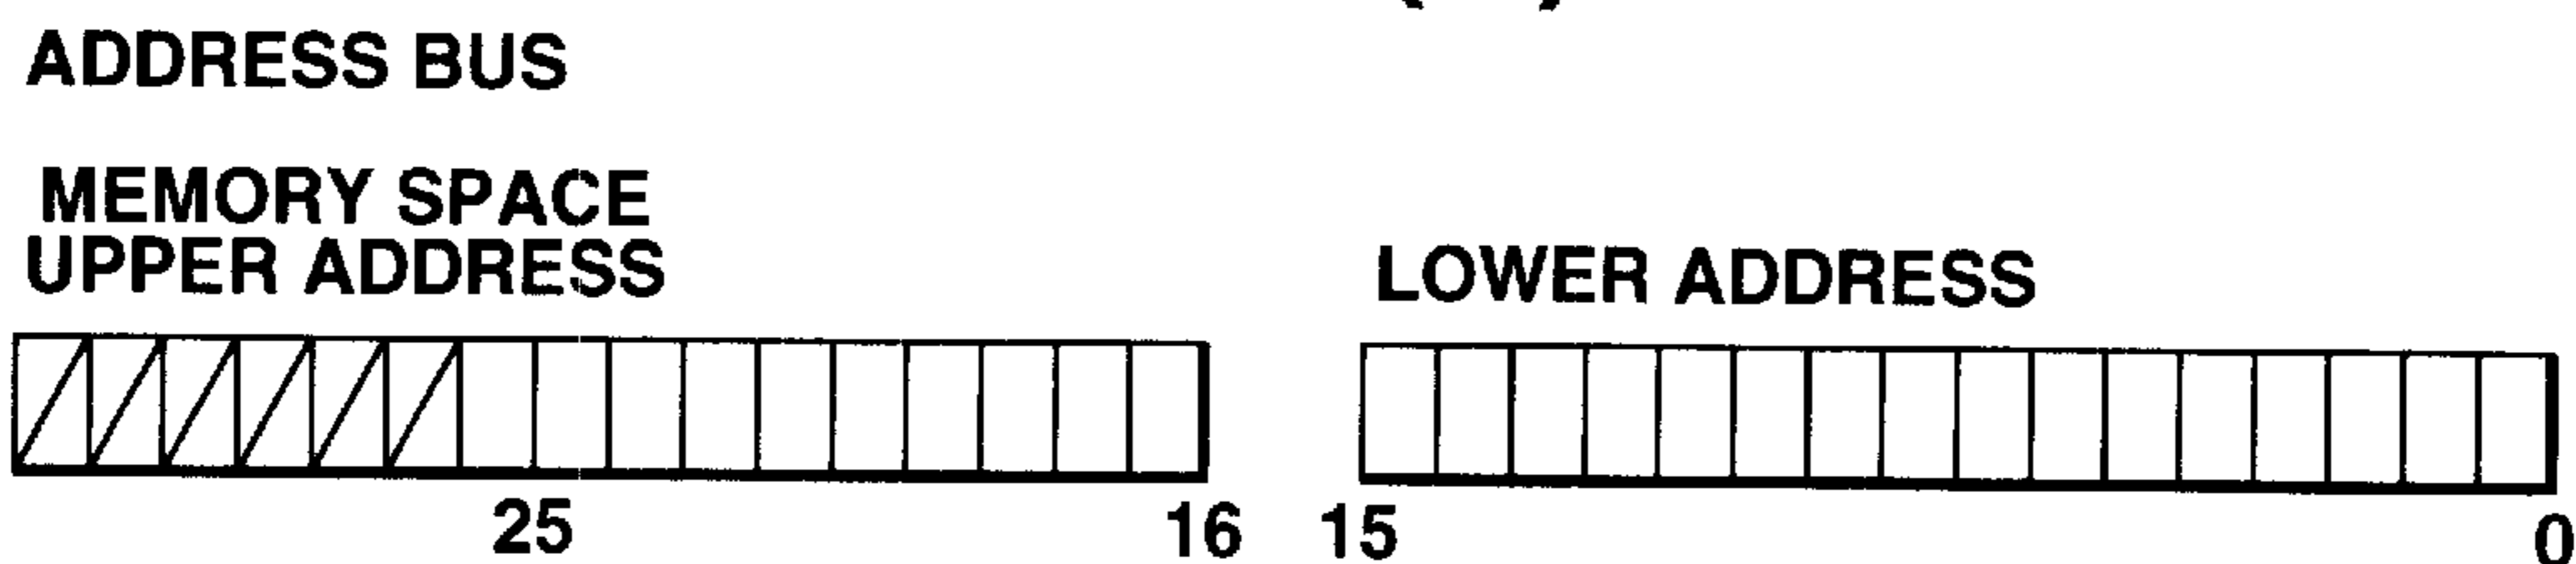 ADDRESS BUS
MEMORY SPACE
UPPER ADDRESS
LOWER ADDRESS
25 16 15 0